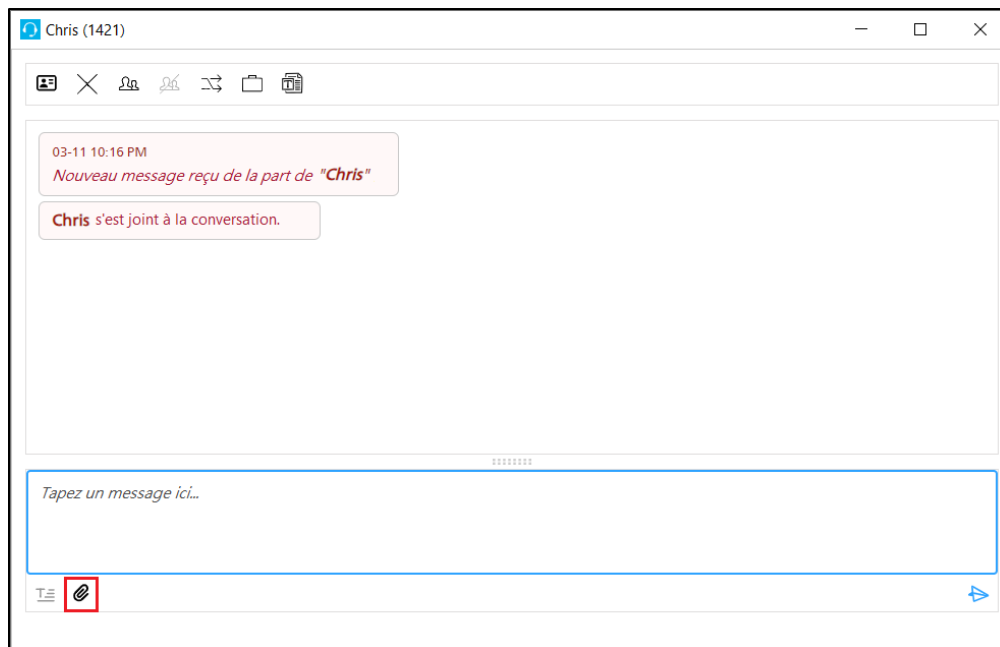 Chris (1421)
03-11 10:16 PM
Nouveau message reçu de la part de "Chris"
Chris s'est joint à la conversation.
Tapez un message ici...